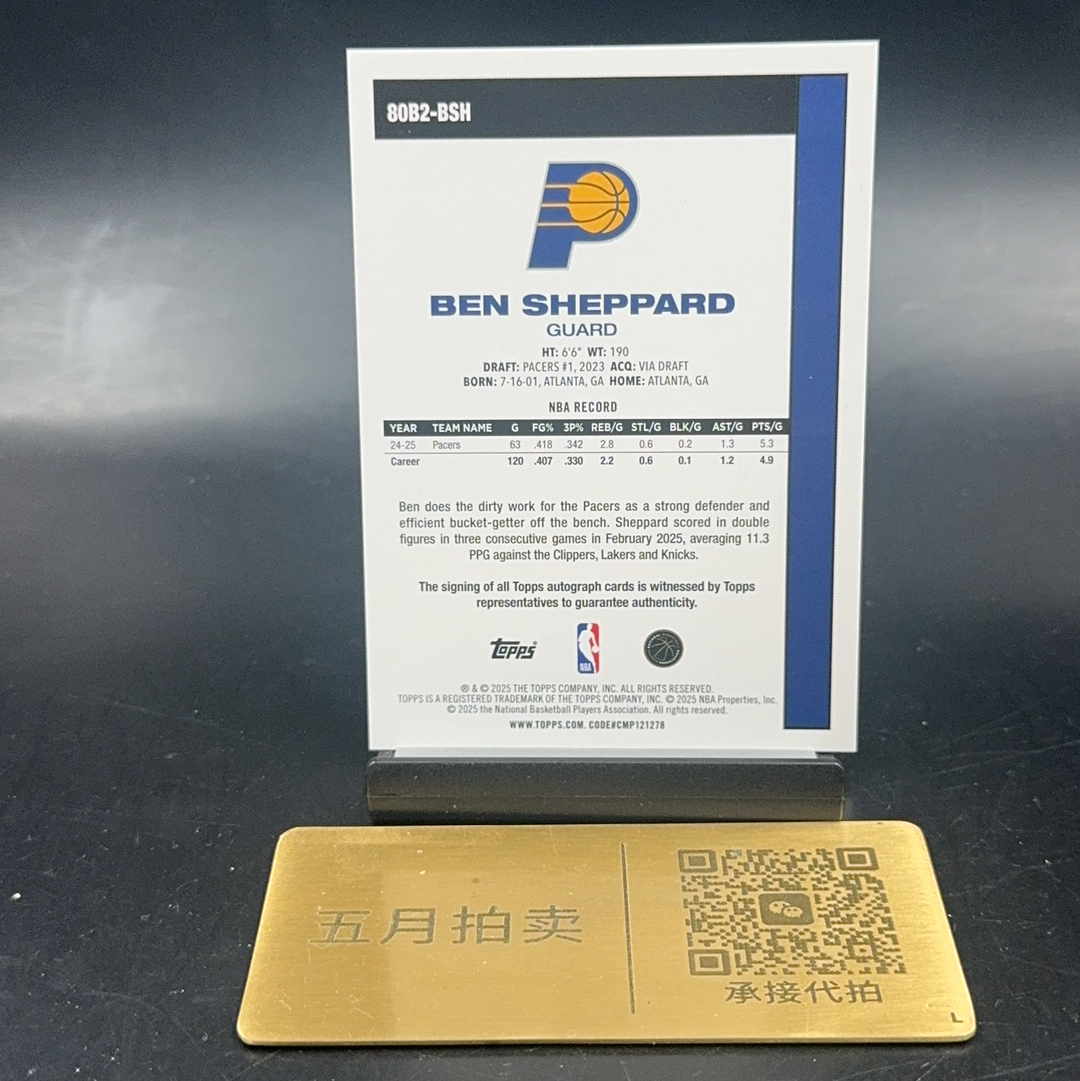 80B2-BSH
BEN SHEPPARD
GUARD
HT: 6'6" WT: 190
DRAFT: PACERS #1, 2023 ACQ: VIA DRAFT
BORN: 7-16-01, ATLANTA, GA HOME: ATLANTA, GA
NBA RECORD
YEAR TEAM NAME G FG% 3P% REB/G STL/G BLK/G AST/G PTS/G
24-25 Pacers 63 .418 .342 2.8 0.6 0.2 1.3 5.3
Career 120 .407 .330 2.2 0.6 0.1 1.2 4.9
Ben does the dirty work for the Pacers as a strong defender and
efficient bucket-getter off the bench. Sheppard scored in double
figures in three consecutive games in February 2025, averaging 11.3
PPG against the Clippers, Lakers and Knicks.
The signing of all Topps autograph cards is witnessed by Topps
representatives to guarantee authenticity.
Topps NBA
® & © 2025 THE TOPPS COMPANY, INC. ALL RIGHTS RESERVED.
TOPPS IS A REGISTERED TRADEMARK OF THE TOPPS COMPANY, INC. © 2025 NBA Properties, Inc.
© 2025 the National Basketball Players Association. All rights reserved.
WWW.TOPPS.COM. CODE#CMP121278
五月拍卖
承接代拍